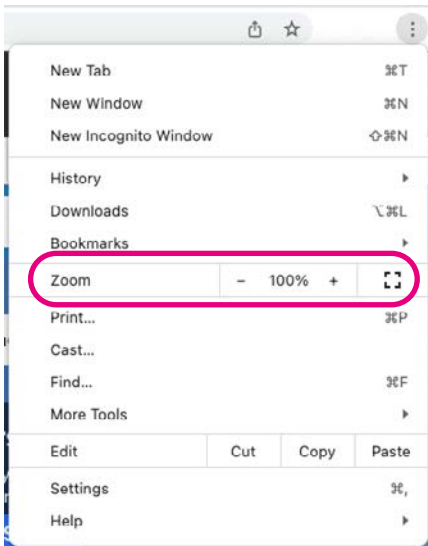 New Tab ⌘T
New Window ⌘N
New Incognito Window ⇧⌘N
History
Downloads ⌥⌘L
Bookmarks
Zoom - 100% +
Print... ⌘P
Cast...
Find... ⌘F
More Tools
Edit Cut Copy Paste
Settings ⌘,
Help